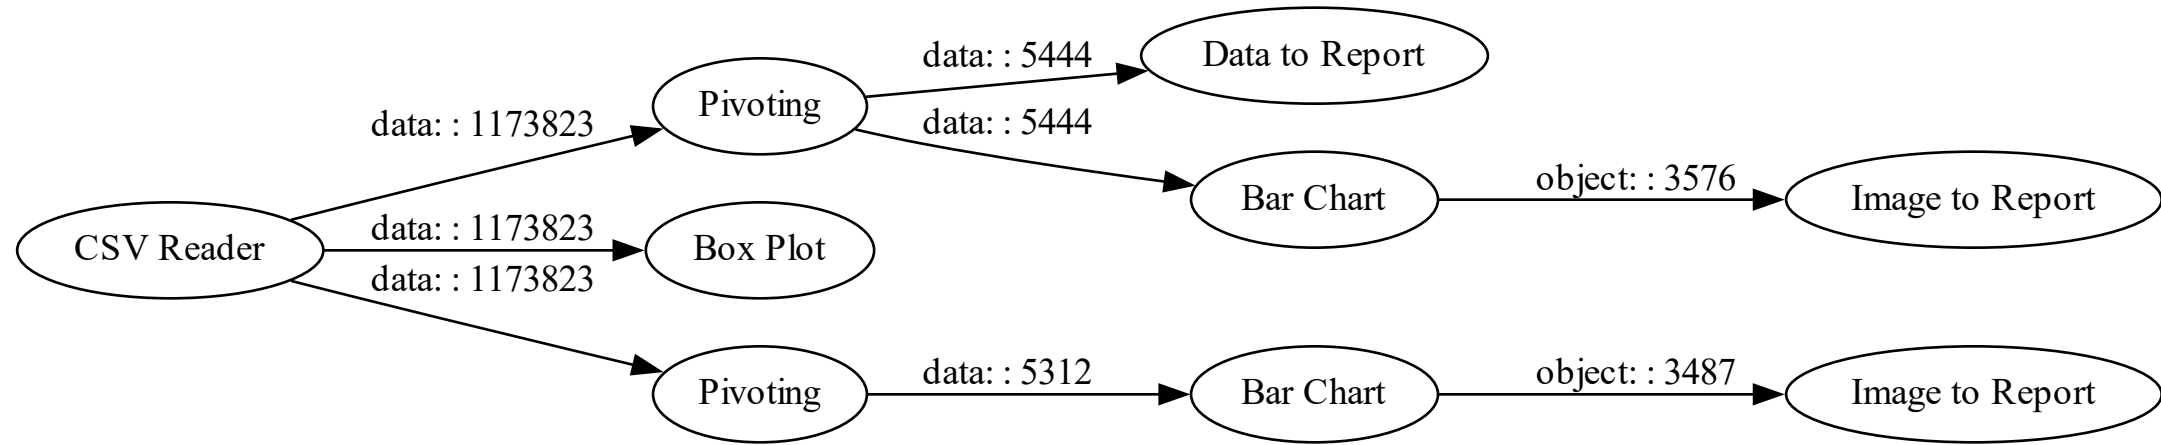 data: : 5444
Data to Report
Pivoting
data: : 1173823
data: : 5444
object: : 3576
Bar Chart
Image to Report
data: : 1173823
CSV Reader
Box Plot
data: : 1173823
data: : 5312
object: : 3487
Pivoting
Bar Chart
Image to Report